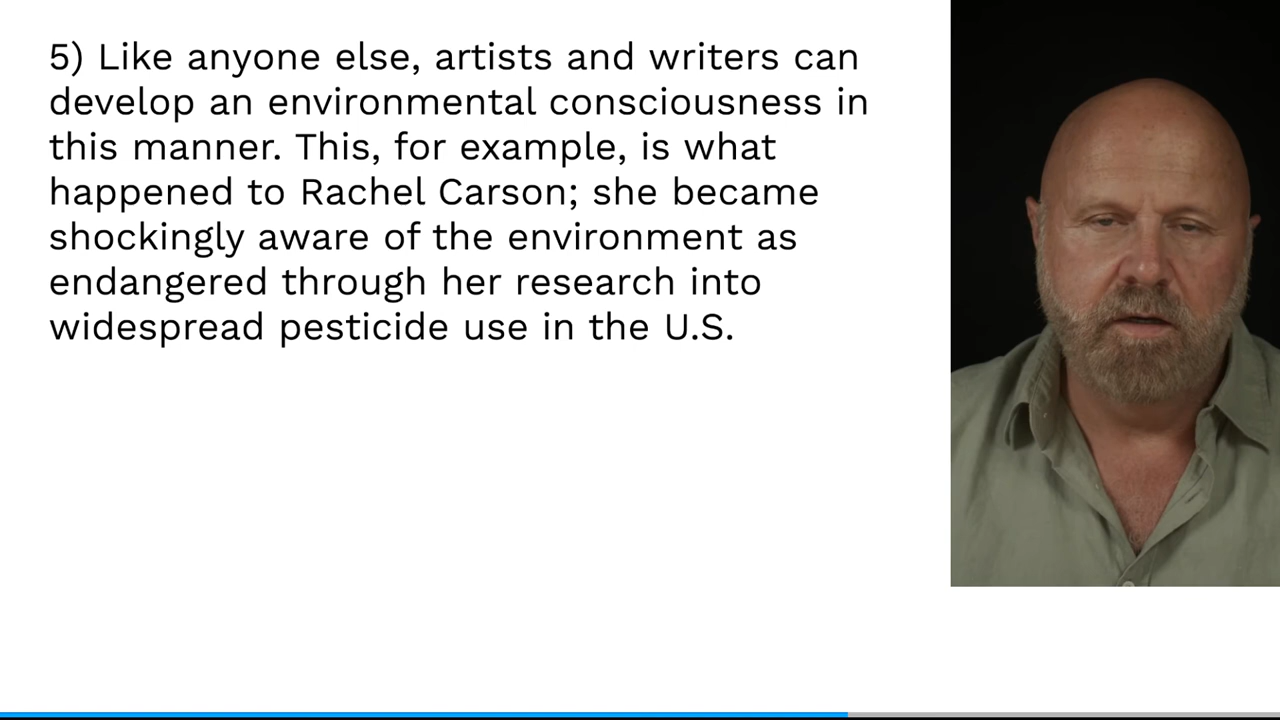 5) Like anyone else, artists and writers can
develop an environmental consciousness in
this manner. This, for example, is what
happened to Rachel Carson; she became
shockingly aware of the environment as
endangered through her research into
widespread pesticide use in the U.S.